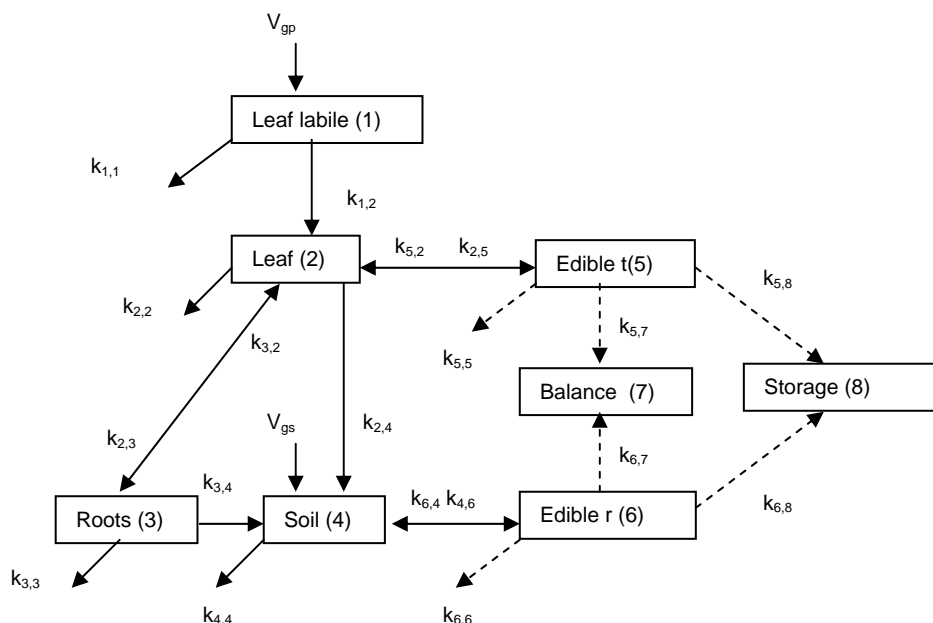 V_gp
Leaf labile (1)
k_1,1
k_1,2
Leaf (2)
k_5,2 k_2,5
Edible t(5)
k_5,8
k_2,2
k_3,2
k_5,5
k_5,7
Balance (7)
Storage (8)
V_gs
k_2,3
k_2,4
k_6,7
k_3,4
k_6,4 k_4,6
k_6,8
Roots (3)
Soil (4)
Edible r (6)
k_3,3
k_4,4
k_6,6